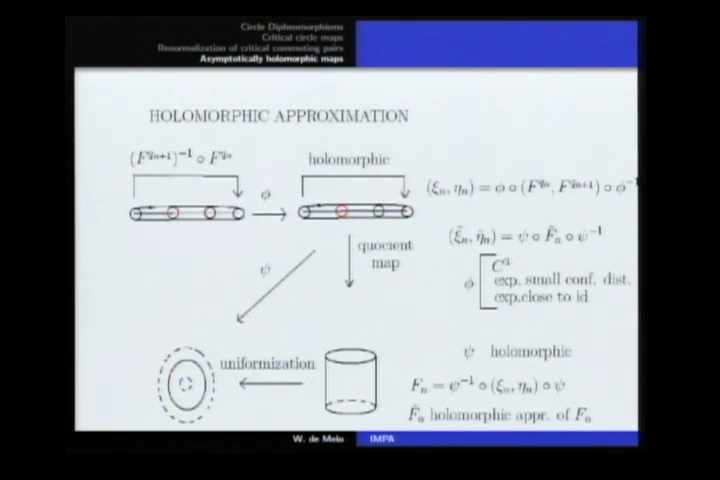 Circle Diphenomorphisms
Critical circle maps
Renormalization of critical commuting pairs
Asymptotically holomorphic maps
HOLOMORPHIC APPROXIMATION
(F^{q_{n+1}})^{-1} ∘ F^{q_n}
holomorphic
ϕ
(ξ_n, η_n) = ϕ ∘ (F^{q_n}, F^{q_{n+1}}) ∘ ϕ^{-1}
(ξ̃_n, η̃_n) = ψ ∘ F̃_n ∘ ψ^{-1}
quocient
map
ψ
ϕ
exp. small conf. dist.
exp.close to id
uniformization
ψ holomorphic
F_n = ψ^{-1} ∘ (ξ_n, η_n) ∘ ψ
F̃_n holomorphic appr. of F_n
W. de Melo IMPA